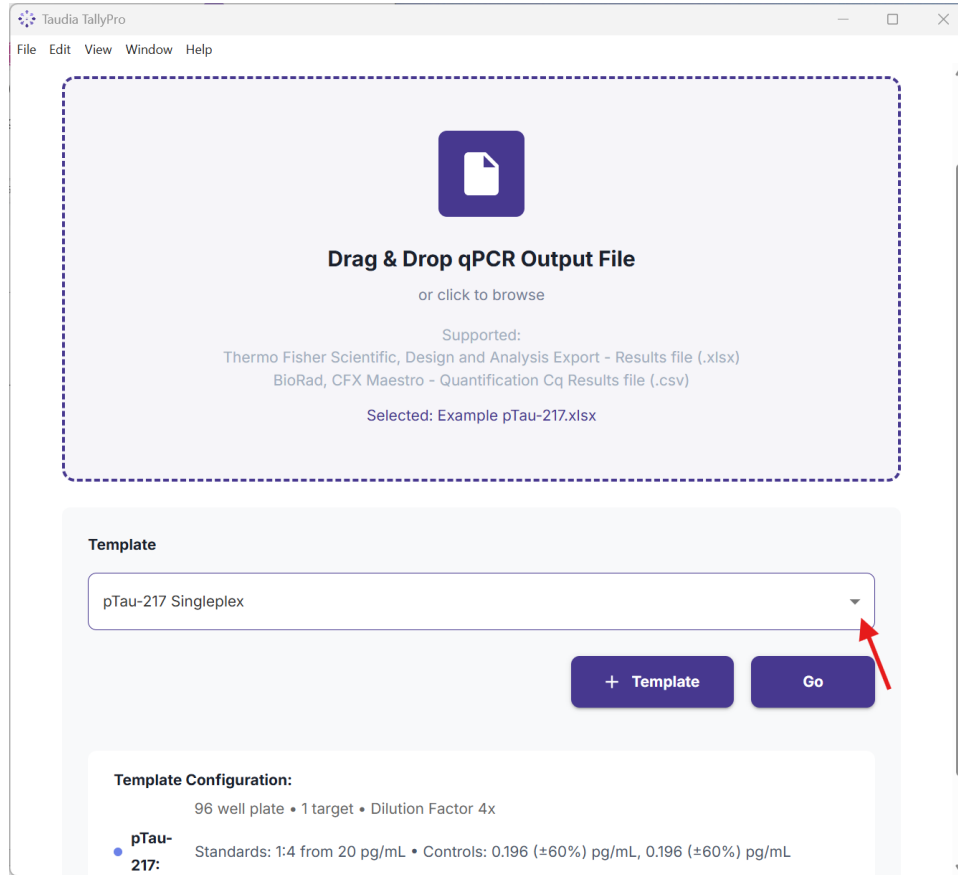 Taudia TallyPro
File Edit View Window Help
Drag & Drop qPCR Output File
or click to browse
Supported:
Thermo Fisher Scientific, Design and Analysis Export - Results file (.xlsx)
BioRad, CFX Maestro - Quantification Cq Results file (.csv)
Selected: Example pTau-217.xlsx
Template
pTau-217 Singleplex
+ Template
Go
Template Configuration:
96 well plate • 1 target • Dilution Factor 4x
pTau-
217:
Standards: 1:4 from 20 pg/mL • Controls: 0.196 (±60%) pg/mL, 0.196 (±60%) pg/mL